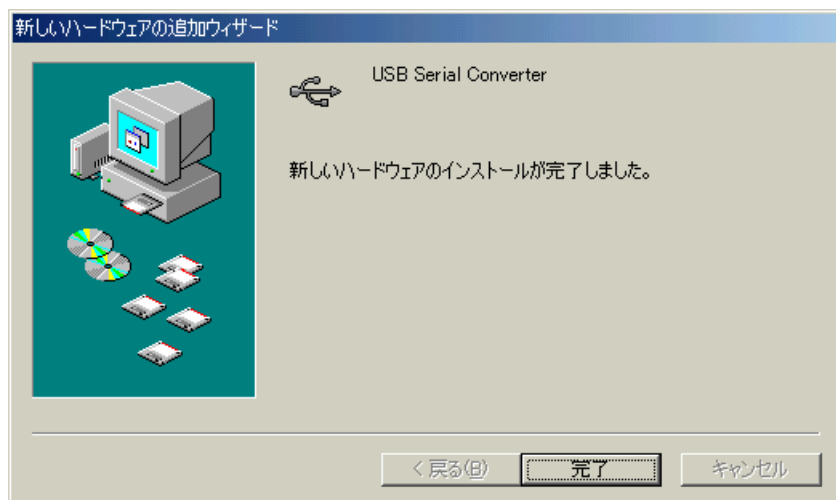 新しいハードウェアの追加ウィザード
USB Serial Converter
新しいハードウェアのインストールが完了しました。
< 戻る(B)
完了
キャンセル